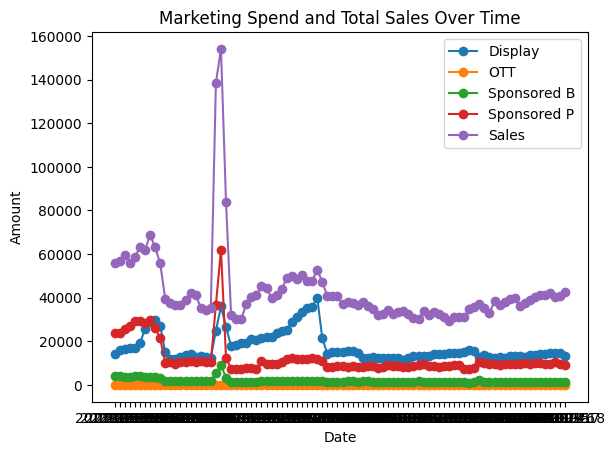 Marketing Spend and Total Sales Over Time
160000
140000
120000
100000
80000
60000
40000
20000
0
Amount
Display
OTT
Sponsored B
Sponsored P
Sales
Date